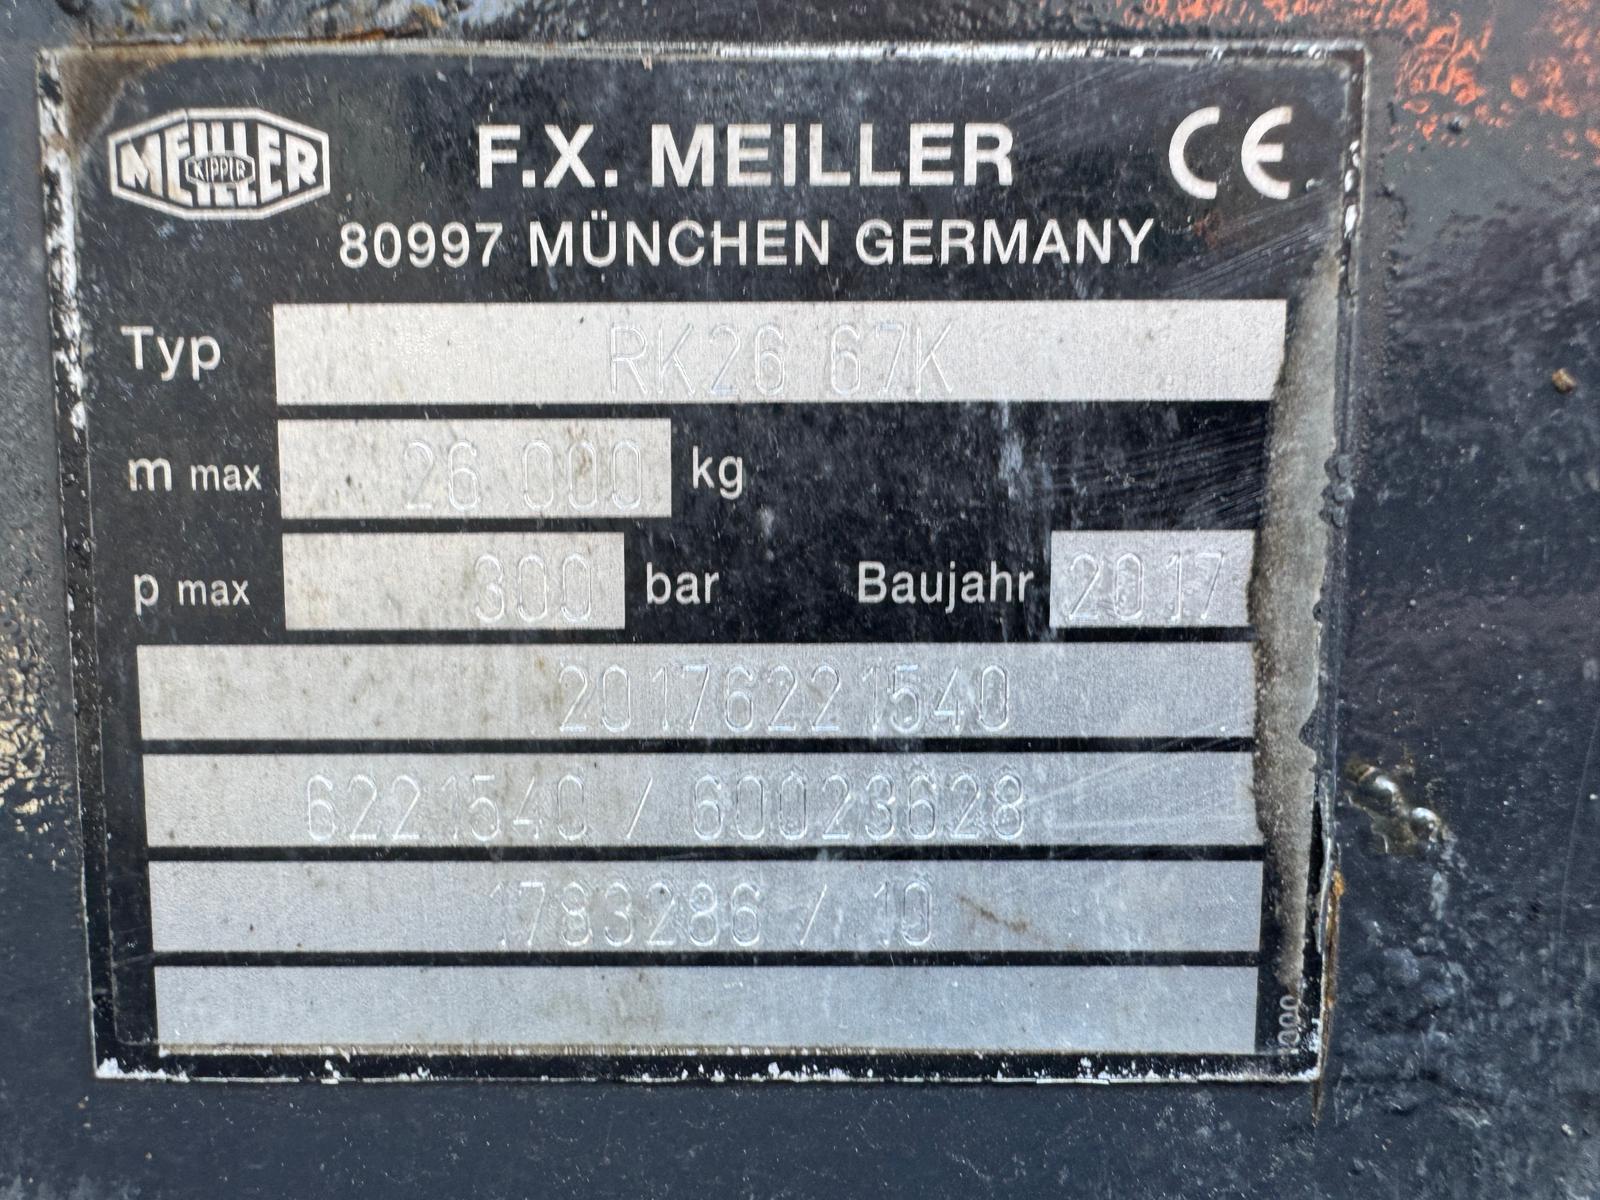 MEILLER
KIPPER
F.X. MEILLER CE
80997 MÜNCHEN GERMANY
Typ RK26 67K
m max 26 000 kg
p max 300 bar Baujahr 2017
20176221540
6221540 / 60023628
1783286 / 10